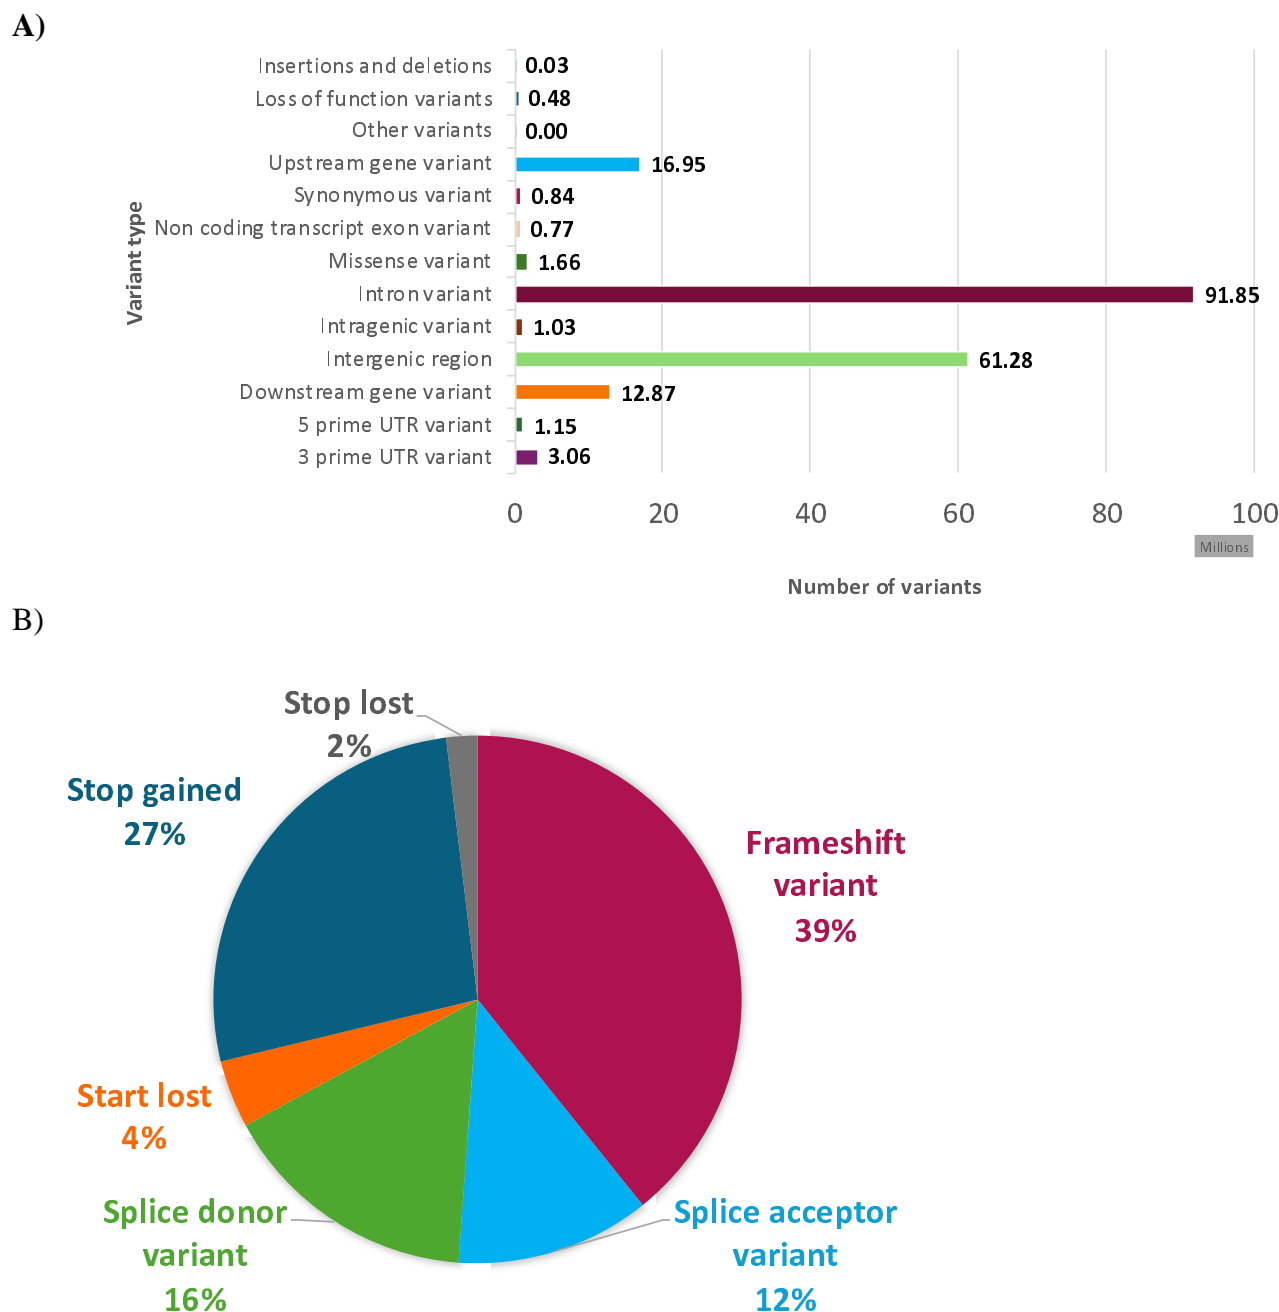 A)
Insertions and deletions 0.03
Loss of function variants 0.48
Other variants 0.00
Upstream gene variant 16.95
Synonymous variant 0.84
Non coding transcript exon variant 0.77
Missense variant 1.66
Intron variant 91.85
Intragenic variant 1.03
Intergenic region 61.28
Downstream gene variant 12.87
5 prime UTR variant 1.15
3 prime UTR variant 3.06
Variant type
0 20 40 60 80 100
Millions
Number of variants
B)
Stop lost
2%
Stop gained
27%
Frameshift
variant
39%
Start lost
4%
Splice donor
variant
16%
Splice acceptor
variant
12%